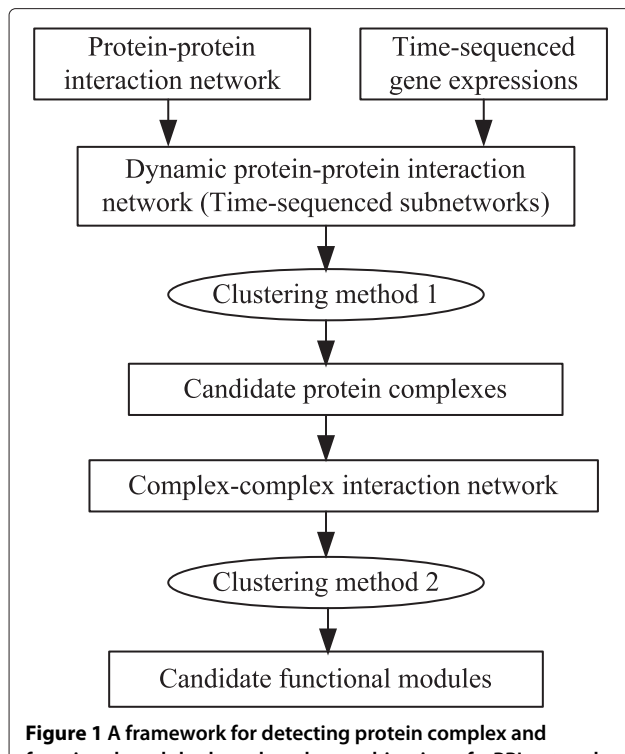 Protein-protein
interaction network
Time-sequenced
gene expressions
Dynamic protein-protein interaction
network (Time-sequenced subnetworks)
Clustering method 1
Candidate protein complexes
Complex-complex interaction network
Clustering method 2
Candidate functional modules
Figure 1 A framework for detecting protein complex and